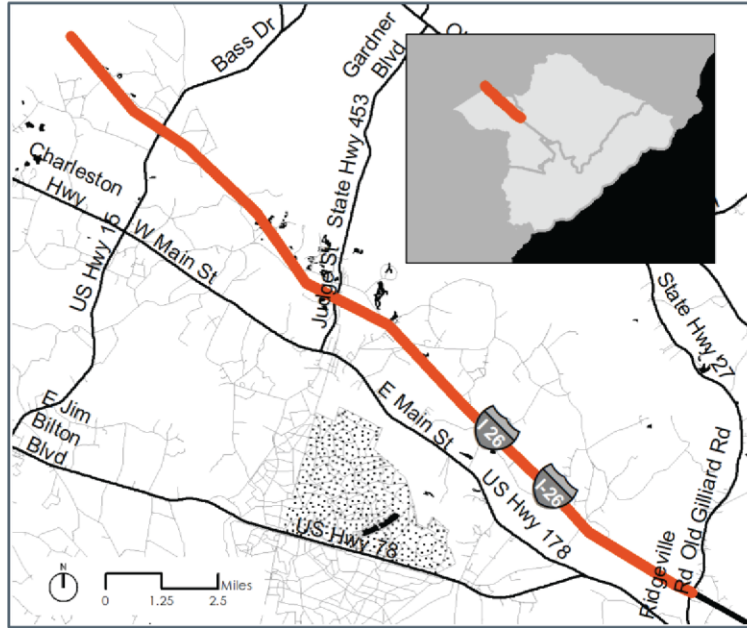 Bass Dr
Gardner
Blvd
State Hwy 453
Charleston
Hwy
US Hwy 15
W Main St
Judge St
State Hwy 27
E Jim
Bilton
Blvd
E Main St
I-26
I-26
US Hwy 178
US Hwy 78
Ridgeville
Rd
Old Gilliard Rd
N
0
1.25
2.5
Miles